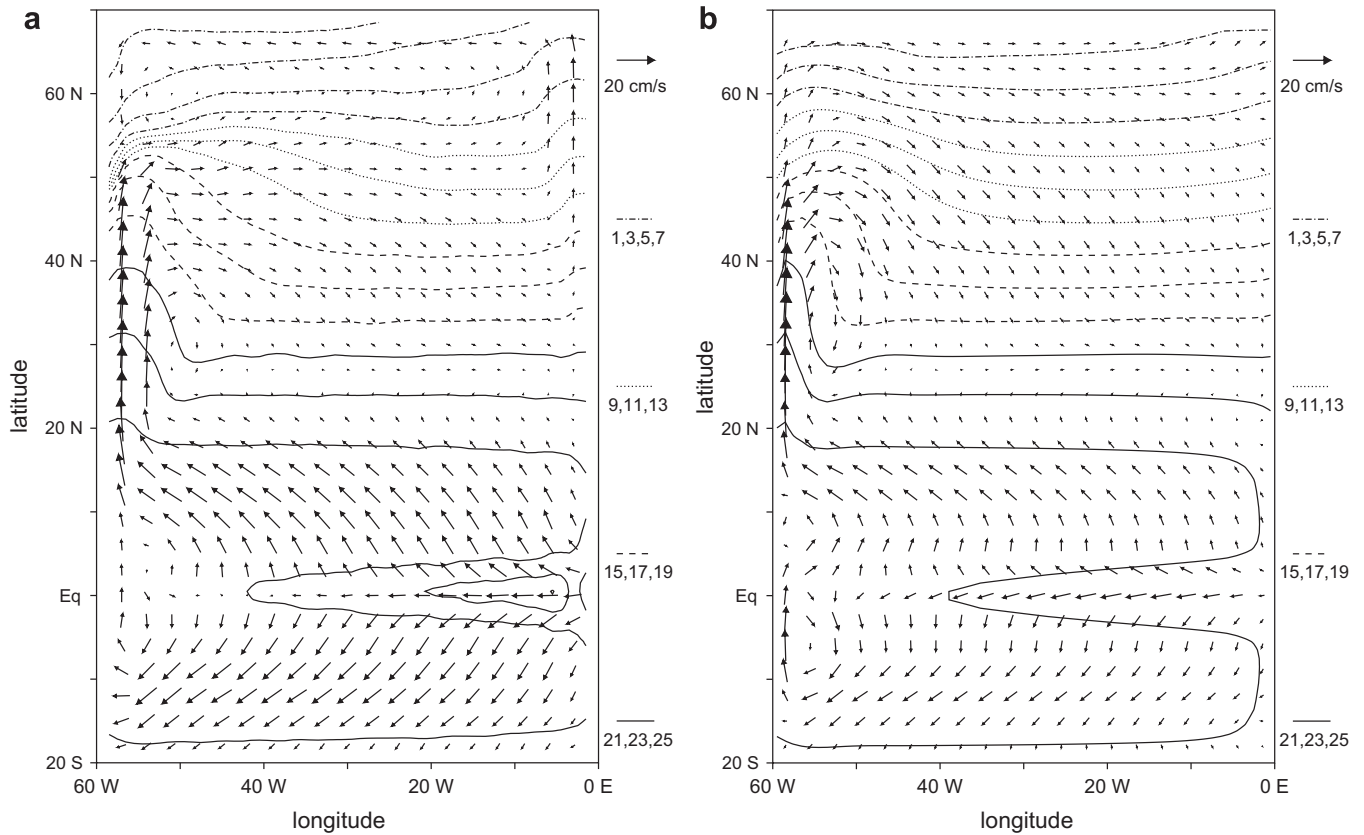 a
60 N
40 N
20 N
Eq
20 S
latitude
60 W
40 W
20 W
0 E
longitude
20 cm/s
1,3,5,7
9,11,13
15,17,19
21,23,25
b
60 N
40 N
20 N
Eq
20 S
latitude
60 W
40 W
20 W
0 E
longitude
20 cm/s
1,3,5,7
9,11,13
15,17,19
21,23,25